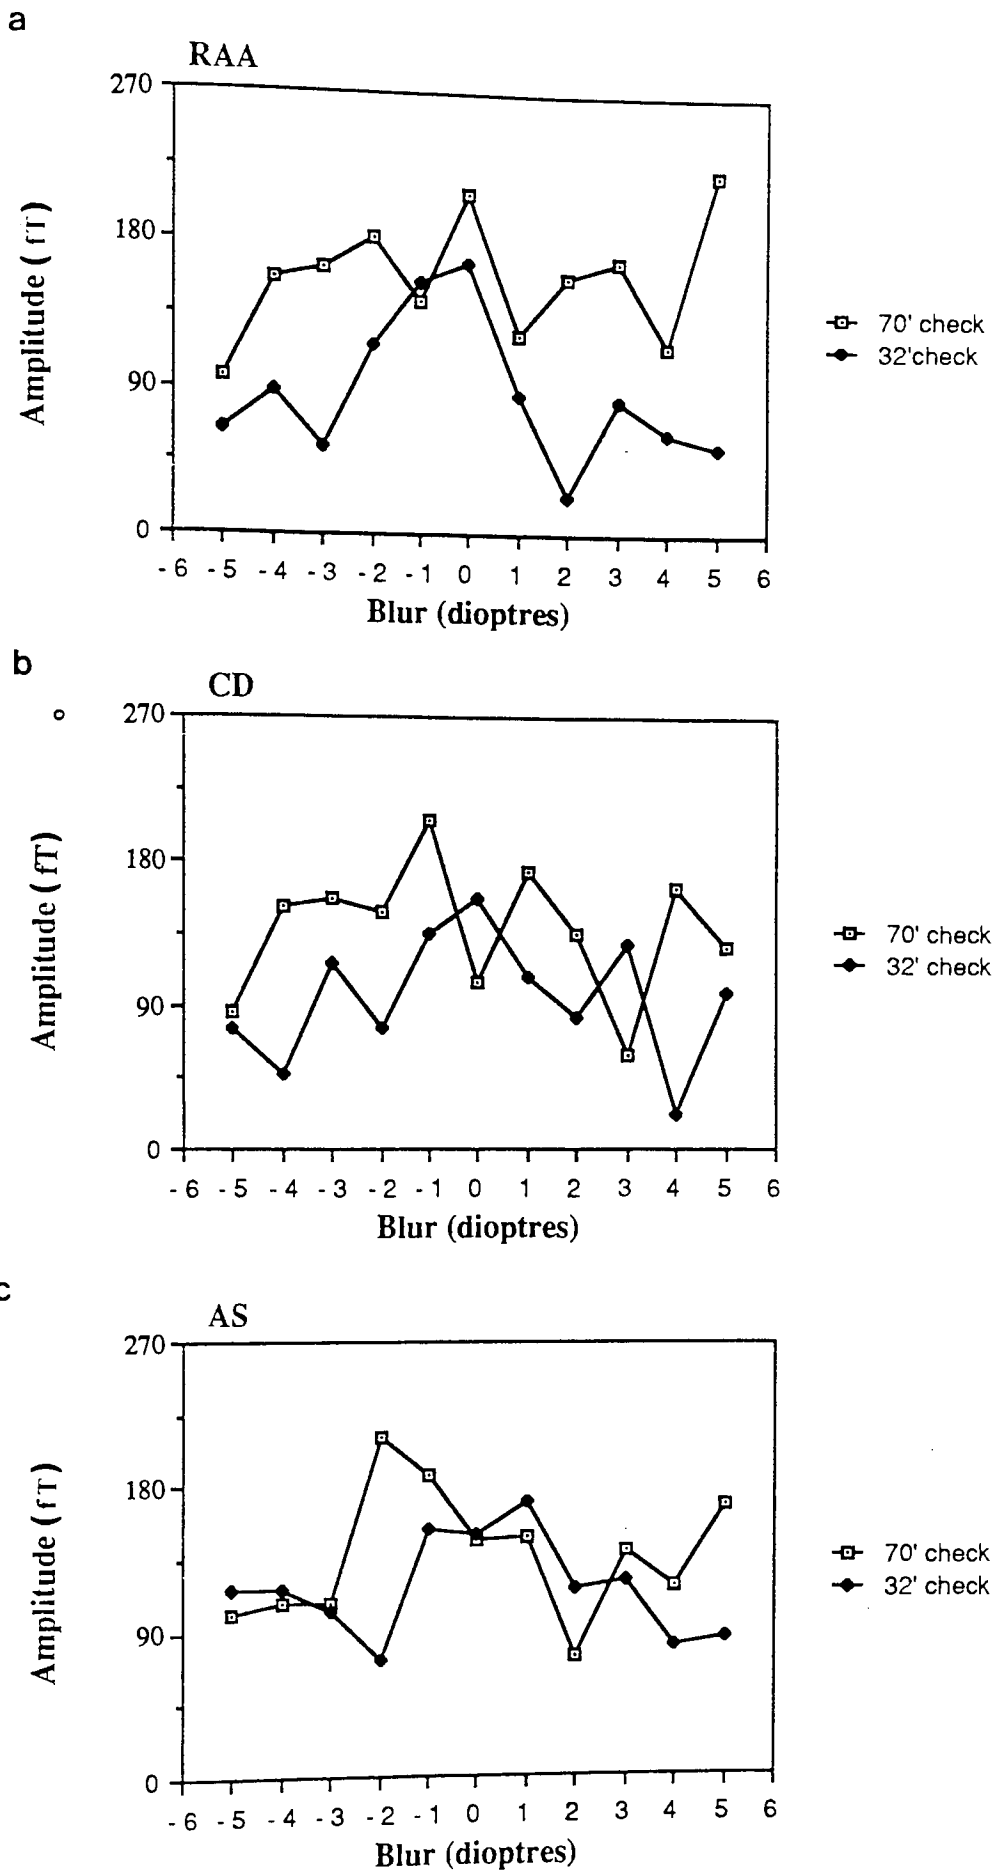 a
RAA
270
180
90
0
Amplitude ( fT)
- 6 - 5 - 4 - 3 - 2 - 1 0 1 2 3 4 5 6
Blur (dioptres)
70' check
32'check
b
CD
270
180
90
0
Amplitude ( fT)
- 6 - 5 - 4 - 3 - 2 - 1 0 1 2 3 4 5 6
Blur (dioptres)
70' check
32' check
c
AS
270
180
90
0
Amplitude ( fT)
- 6 - 5 - 4 - 3 - 2 - 1 0 1 2 3 4 5 6
Blur (dioptres)
70' check
32' check